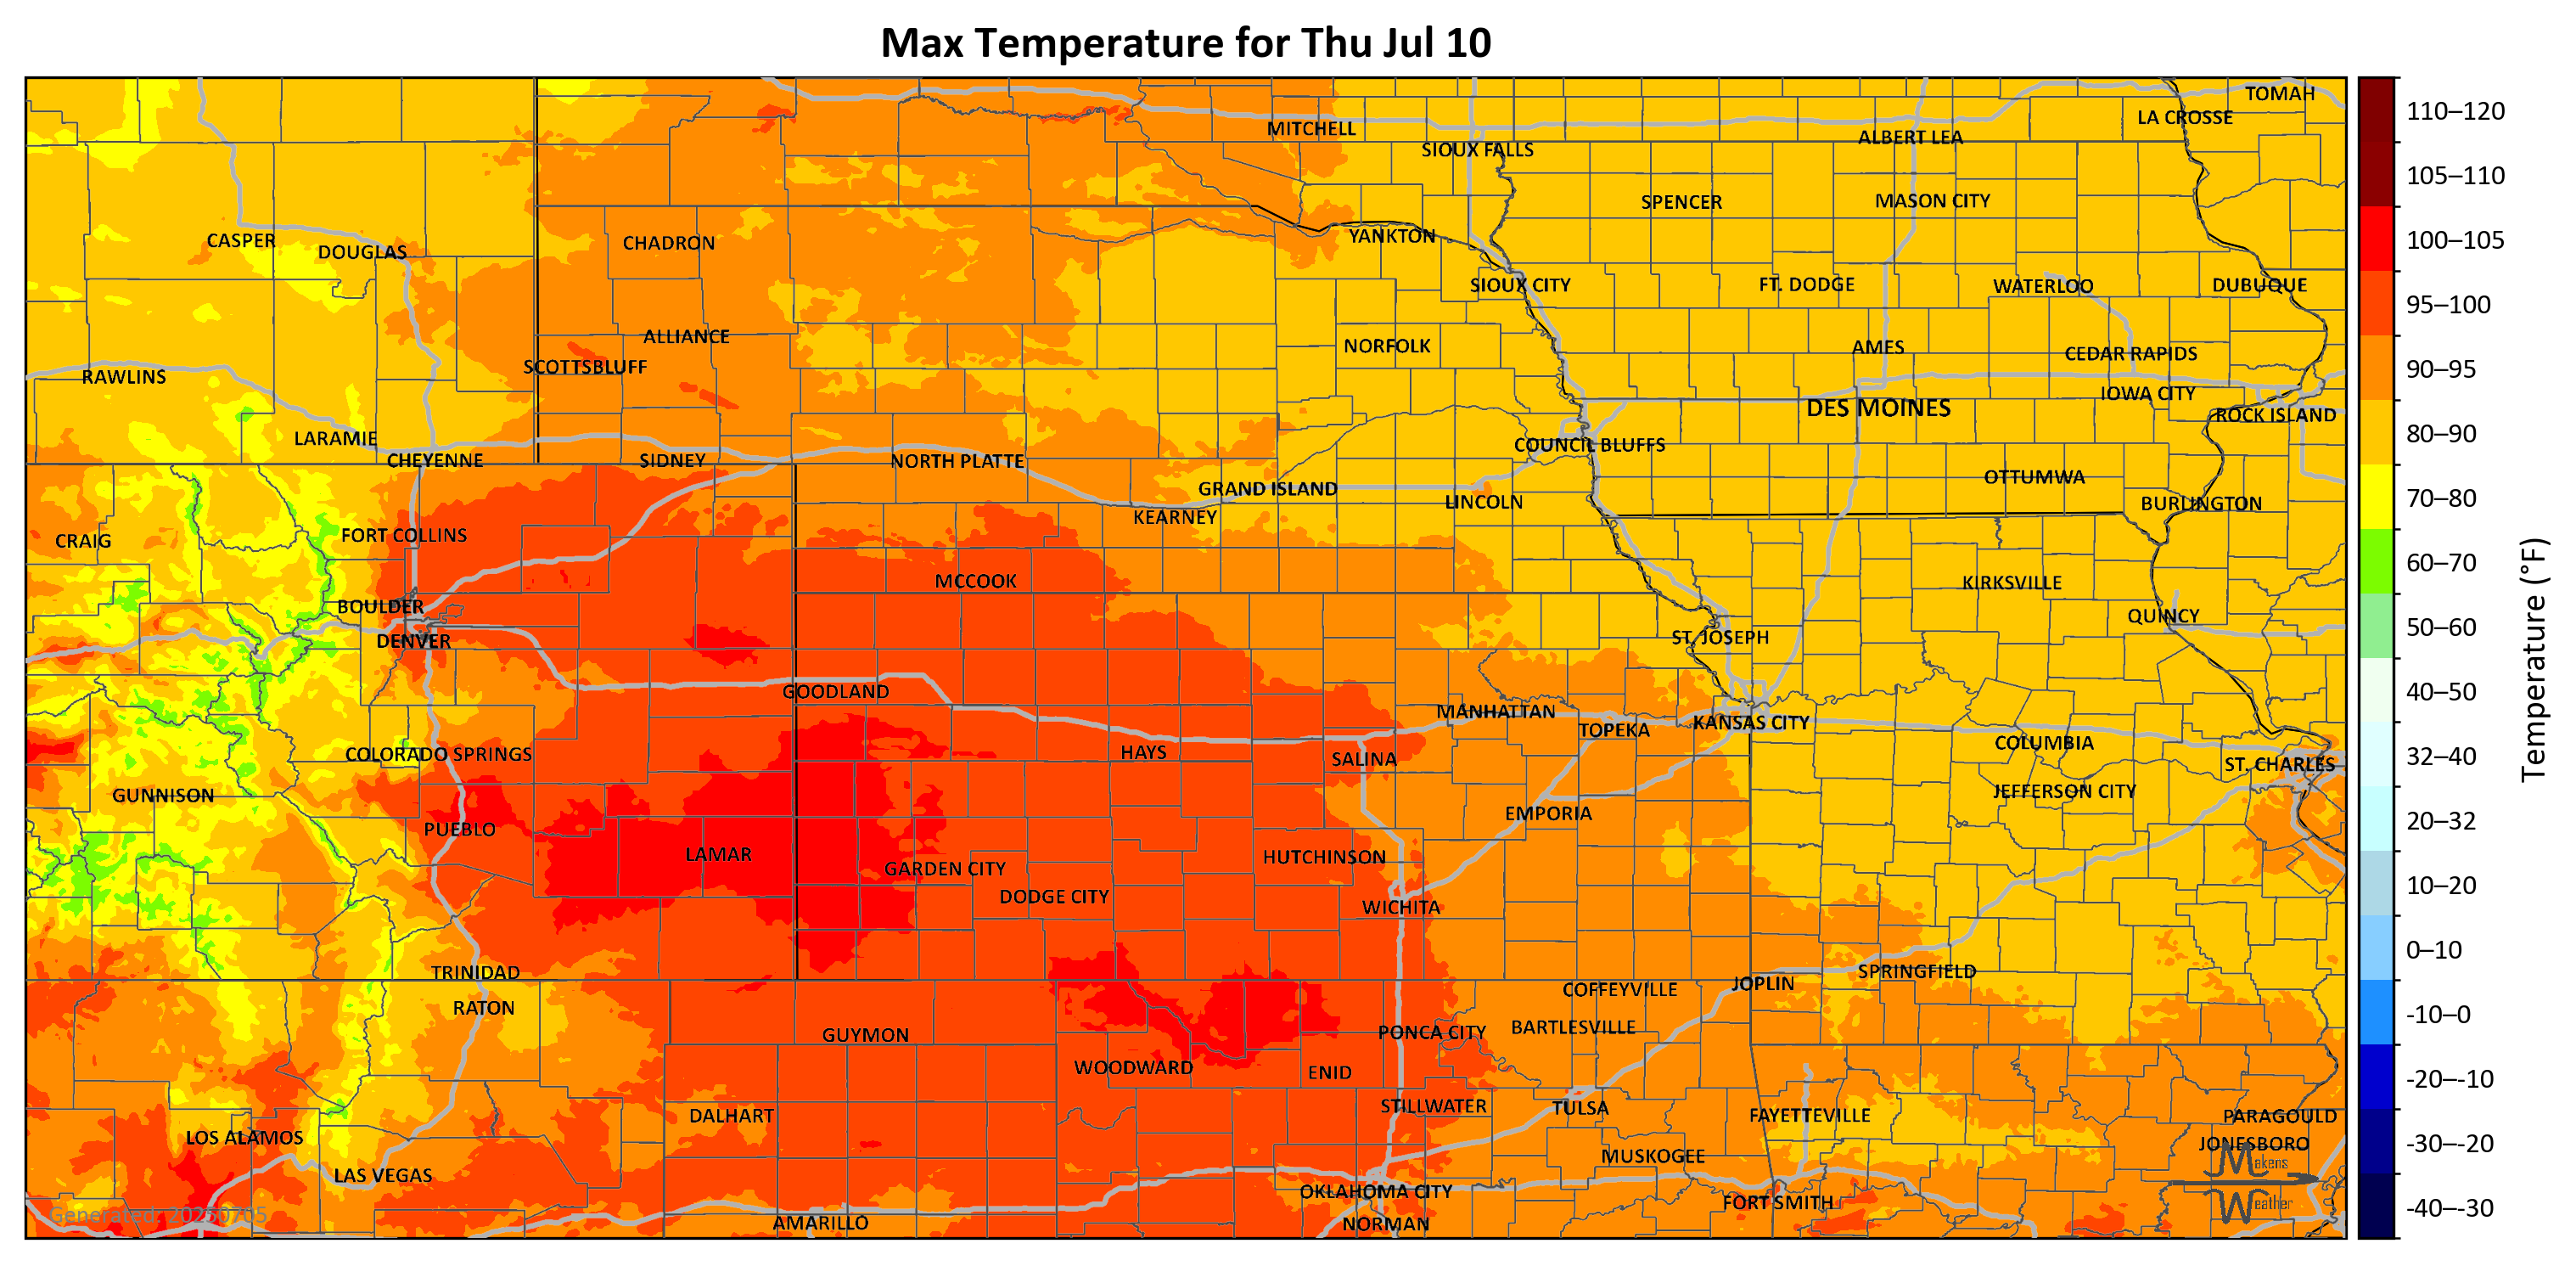 Max Temperature for Thu Jul 10
TOMAH
LA CROSSE
MITCHELL
ALBERT LEA
SIOUX FALLS
SPENCER
MASON CITY
CASPER
DOUGLAS
CHADRON
YANKTON
SIOUX CITY
FT. DODGE
WATERLOO
DUBUQUE
ALLIANCE
NORFOLK
AMES
CEDAR RAPIDS
SCOTTSBLUFF
RAWLINS
IOWA CITY
DES MOINES
ROCK ISLAND
LARAMIE
COUNCIL BLUFFS
CHEYENNE
SIDNEY
NORTH PLATTE
OTTUMWA
GRAND ISLAND
LINCOLN
BURLINGTON
KEARNEY
FORT COLLINS
CRAIG
MCCOOK
KIRKSVILLE
BOULDER
QUINCY
DENVER
ST. JOSEPH
GOODLAND
MANHATTAN
TOPEKA
KANSAS CITY
COLUMBIA
COLORADO SPRINGS
HAYS
SALINA
ST. CHARLES
GUNNISON
JEFFERSON CITY
EMPORIA
PUEBLO
LAMAR
HUTCHINSON
GARDEN CITY
DODGE CITY
WICHITA
TRINIDAD
SPRINGFIELD
JOPLIN
COFFEYVILLE
RATON
BARTLESVILLE
PONCA CITY
GUYMON
WOODWARD
ENID
STILLWATER
TULSA
DALHART
FAYETTEVILLE
PARAGOULD
LOS ALAMOS
JONESBORO
MUSKOGEE
LAS VEGAS
OKLAHOMA CITY
FORT SMITH
AMARILLO
NORMAN
Generated: 20250705
Makens
Weather
110–120
105–110
100–105
95–100
90–95
80–90
70–80
60–70
50–60
40–50
32–40
20–32
10–20
0–10
-10–0
-20–-10
-30–-20
-40–-30
Temperature (°F)